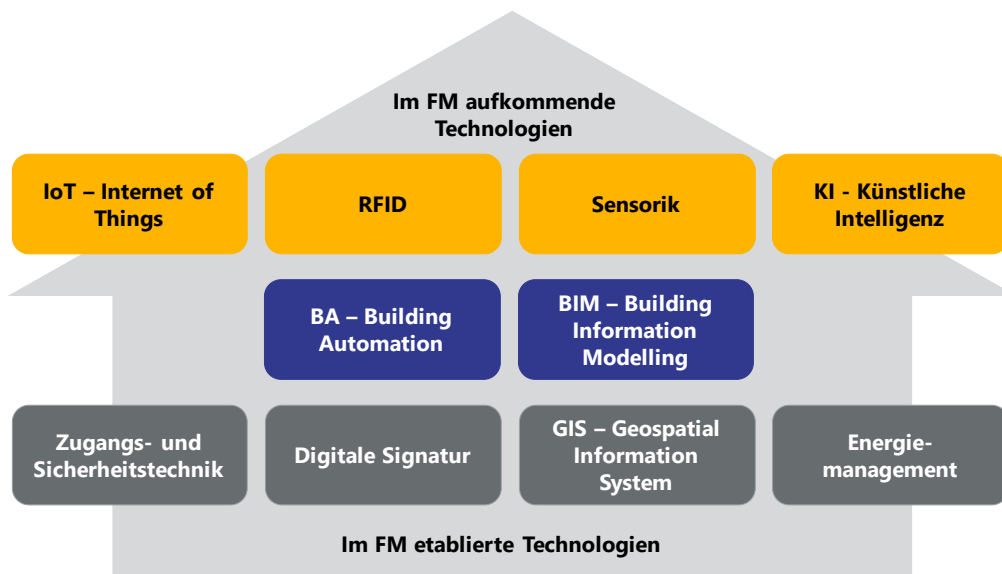 Im FM aufkommende
Technologien
IoT – Internet of
Things
RFID
Sensorik
KI - Künstliche
Intelligenz
BA – Building
Automation
BIM – Building
Information
Modelling
Zugangs- und
Sicherheitstechnik
Digitale Signatur
GIS – Geospatial
Information
System
Energie-
management
Im FM etablierte Technologien